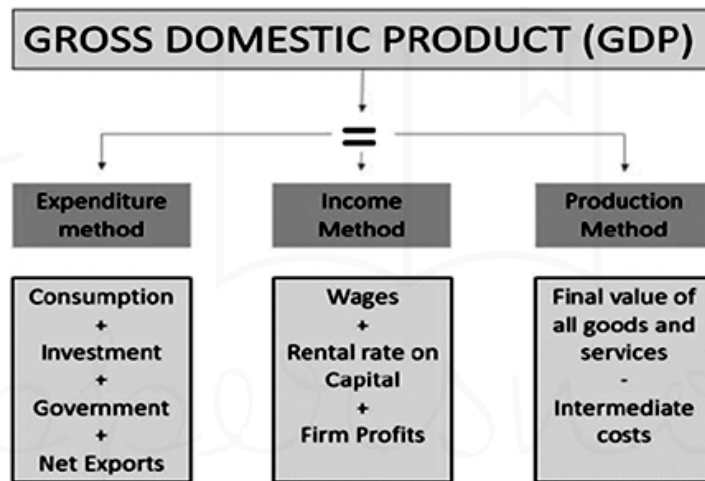 GROSS DOMESTIC PRODUCT (GDP)
=
Expenditure
method
Income
Method
Production
Method
Consumption
+
Investment
+
Government
+
Net Exports
Wages
+
Rental rate on
Capital
+
Firm Profits
Final value of
all goods and
services
-
Intermediate
costs